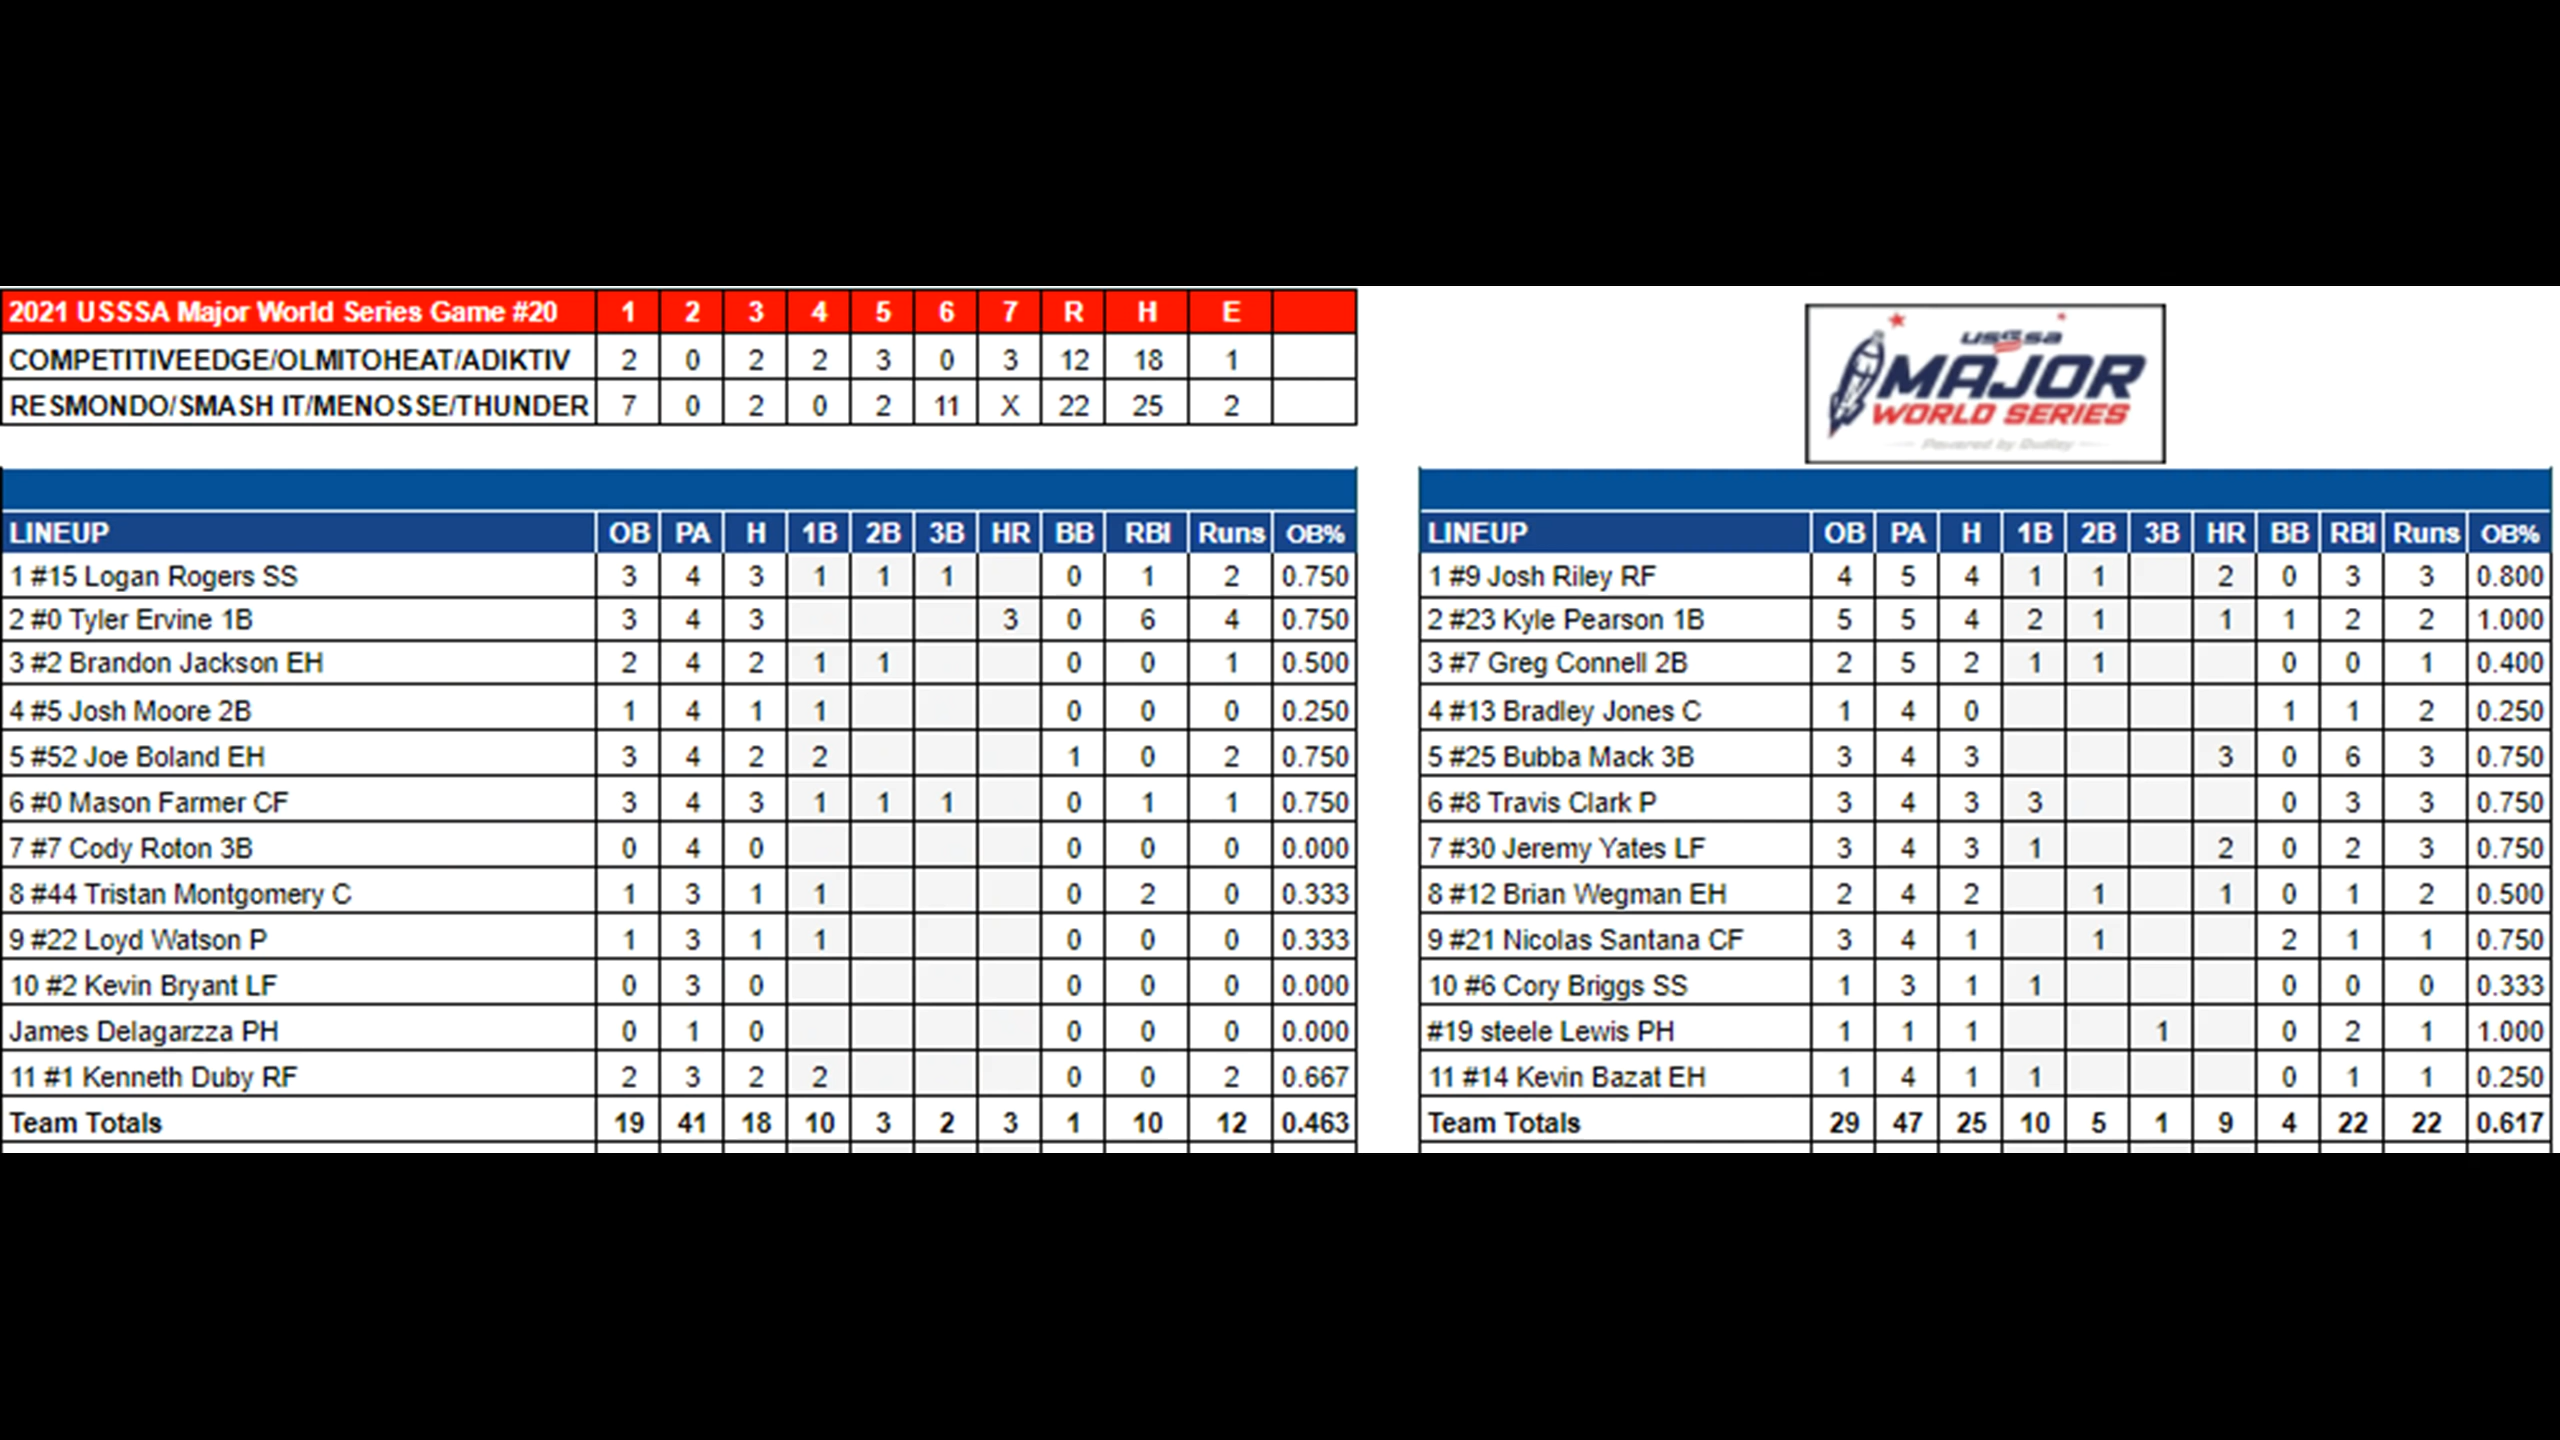 2021 USSSA Major World Series Game #20 1 2 3 4 5 6 7 R H E
COMPETITIVEEDGE/OLMITOHEAT/ADIKTIV 2 0 2 2 3 0 3 12 18 1
RESMONDO/SMASH IT/MENOSSE/THUNDER 7 0 2 0 2 11 X 22 25 2
usssa
MAJOR
WORLD SERIES
Powered by Dudley
LINEUP OB PA H 1B 2B 3B HR BB RBI Runs OB%
1 #15 Logan Rogers SS 3 4 3 1 1 1 0 1 2 0.750
2 #0 Tyler Ervine 1B 3 4 3 3 0 6 4 0.750
3 #2 Brandon Jackson EH 2 4 2 1 1 0 0 1 0.500
4 #5 Josh Moore 2B 1 4 1 1 0 0 0 0.250
5 #52 Joe Boland EH 3 4 2 2 1 0 2 0.750
6 #0 Mason Farmer CF 3 4 3 1 1 1 0 1 1 0.750
7 #7 Cody Roton 3B 0 4 0 0 0 0 0.000
8 #44 Tristan Montgomery C 1 3 1 1 0 2 0 0.333
9 #22 Loyd Watson P 1 3 1 1 0 0 0 0.333
10 #2 Kevin Bryant LF 0 3 0 0 0 0 0.000
James Delagarzza PH 0 1 0 0 0 0 0.000
11 #1 Kenneth Duby RF 2 3 2 2 0 0 2 0.667
Team Totals 19 41 18 10 3 2 3 1 10 12 0.463
LINEUP OB PA H 1B 2B 3B HR BB RBI Runs OB%
1 #9 Josh Riley RF 4 5 4 1 1 2 0 3 3 0.800
2 #23 Kyle Pearson 1B 5 5 4 2 1 1 1 2 2 1.000
3 #7 Greg Connell 2B 2 5 2 1 1 0 0 1 0.400
4 #13 Bradley Jones C 1 4 0 1 1 2 0.250
5 #25 Bubba Mack 3B 3 4 3 3 0 6 3 0.750
6 #8 Travis Clark P 3 4 3 3 0 3 3 0.750
7 #30 Jeremy Yates LF 3 4 3 1 2 0 2 3 0.750
8 #12 Brian Wegman EH 2 4 2 1 1 0 1 2 0.500
9 #21 Nicolas Santana CF 3 4 1 1 2 1 1 0.750
10 #6 Cory Briggs SS 1 3 1 1 0 0 0 0.333
#19 steele Lewis PH 1 1 1 1 0 2 1 1.000
11 #14 Kevin Bazat EH 1 4 1 1 0 1 1 0.250
Team Totals 29 47 25 10 5 1 9 4 22 22 0.617